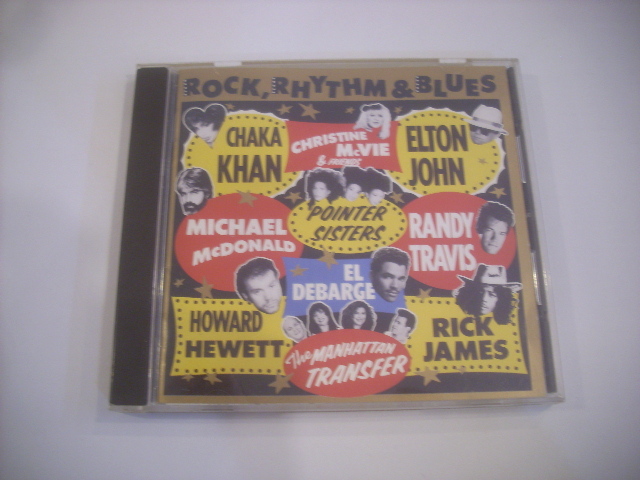 ROCK, RHYTHM & BLUES
CHAKA
KHAN
CHRISTINE
McVIE
& FRIENDS
ELTON
JOHN
MICHAEL
McDONALD
POINTER
SISTERS
RANDY
TRAVIS
EL
DEBARGE
HOWARD
HEWETT
The MANHATTAN
TRANSFER
RICK
JAMES